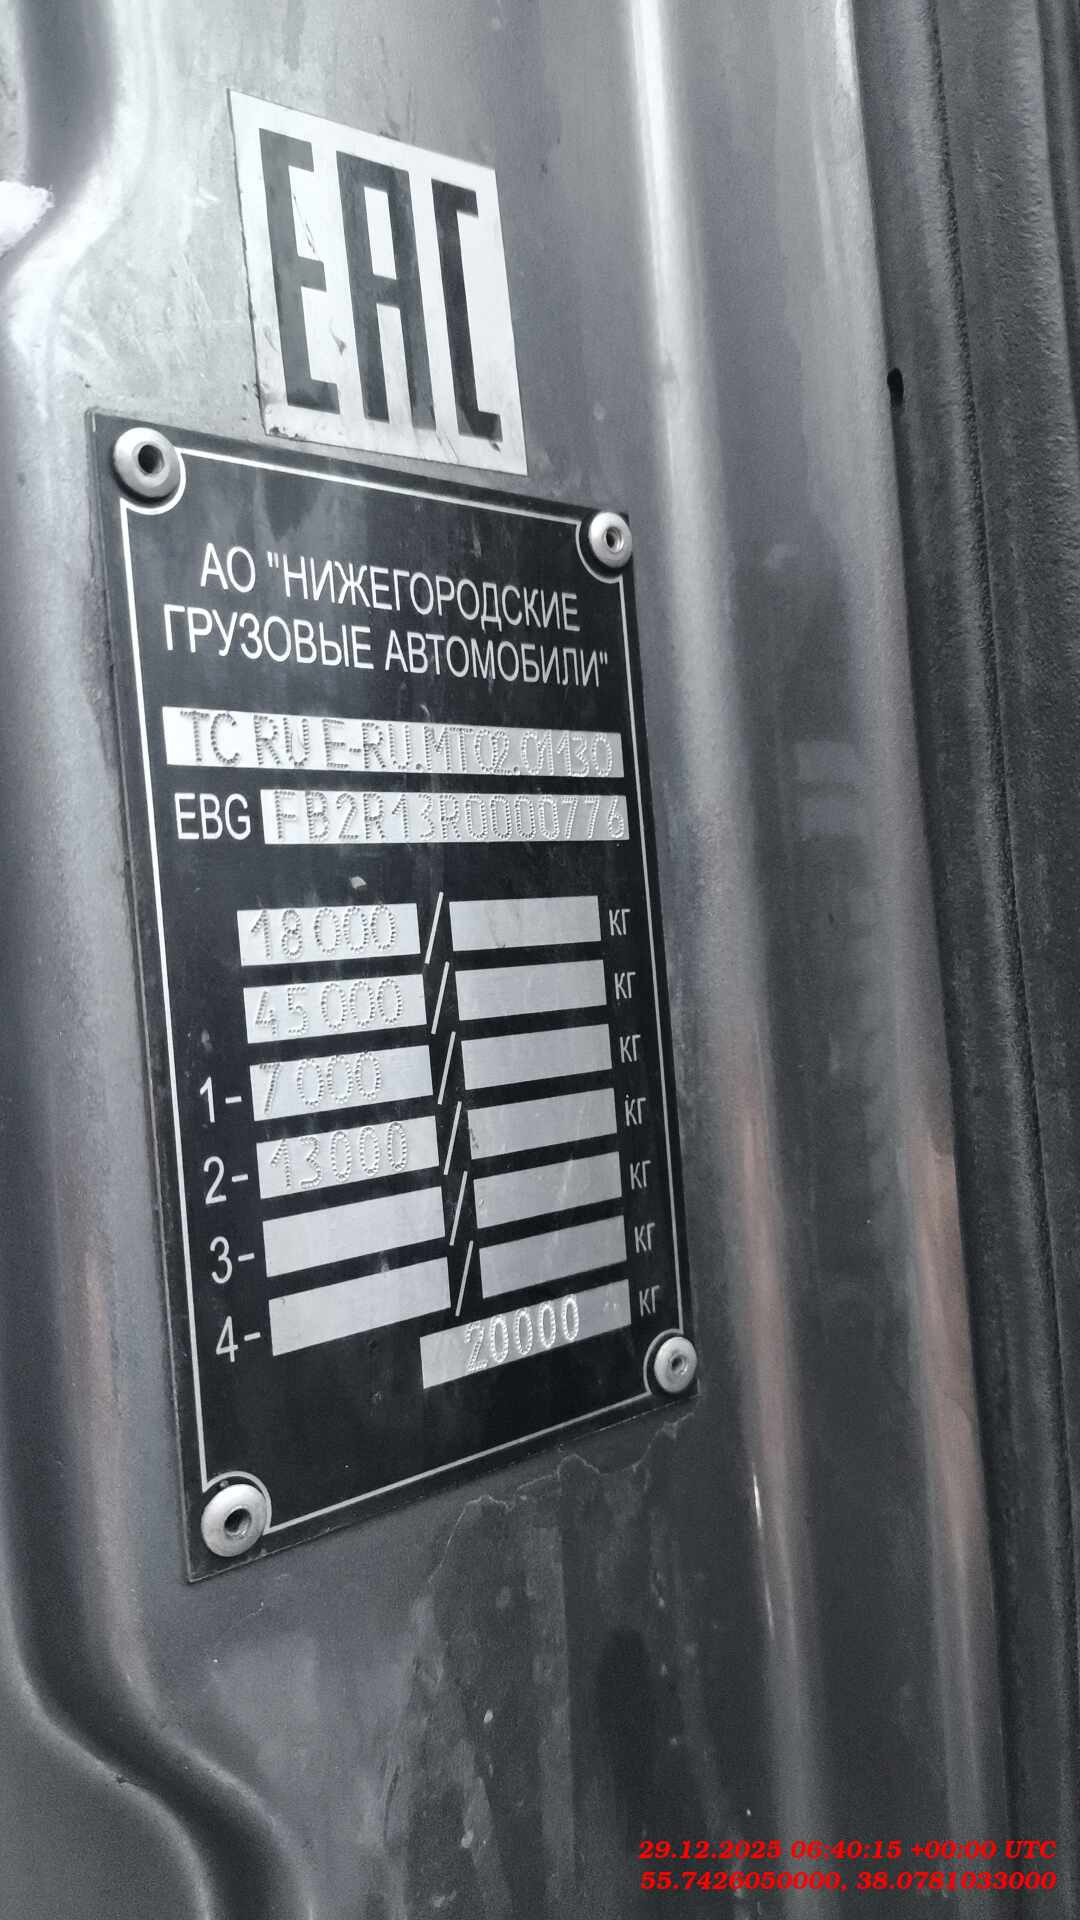 EAC
АО "НИЖЕГОРОДСКИЕ
ГРУЗОВЫЕ АВТОМОБИЛИ"
TC RU E-RU.MT02.01130
EBG FB2R13R0000776
18000 / кг
45000 / кг
1- 7000 / кг
2- 13000 / кг
3- / кг
4- / кг
20000 кг
29.12.2025 06:40:15 +00:00 UTC
55.7426050000, 38.0781033000